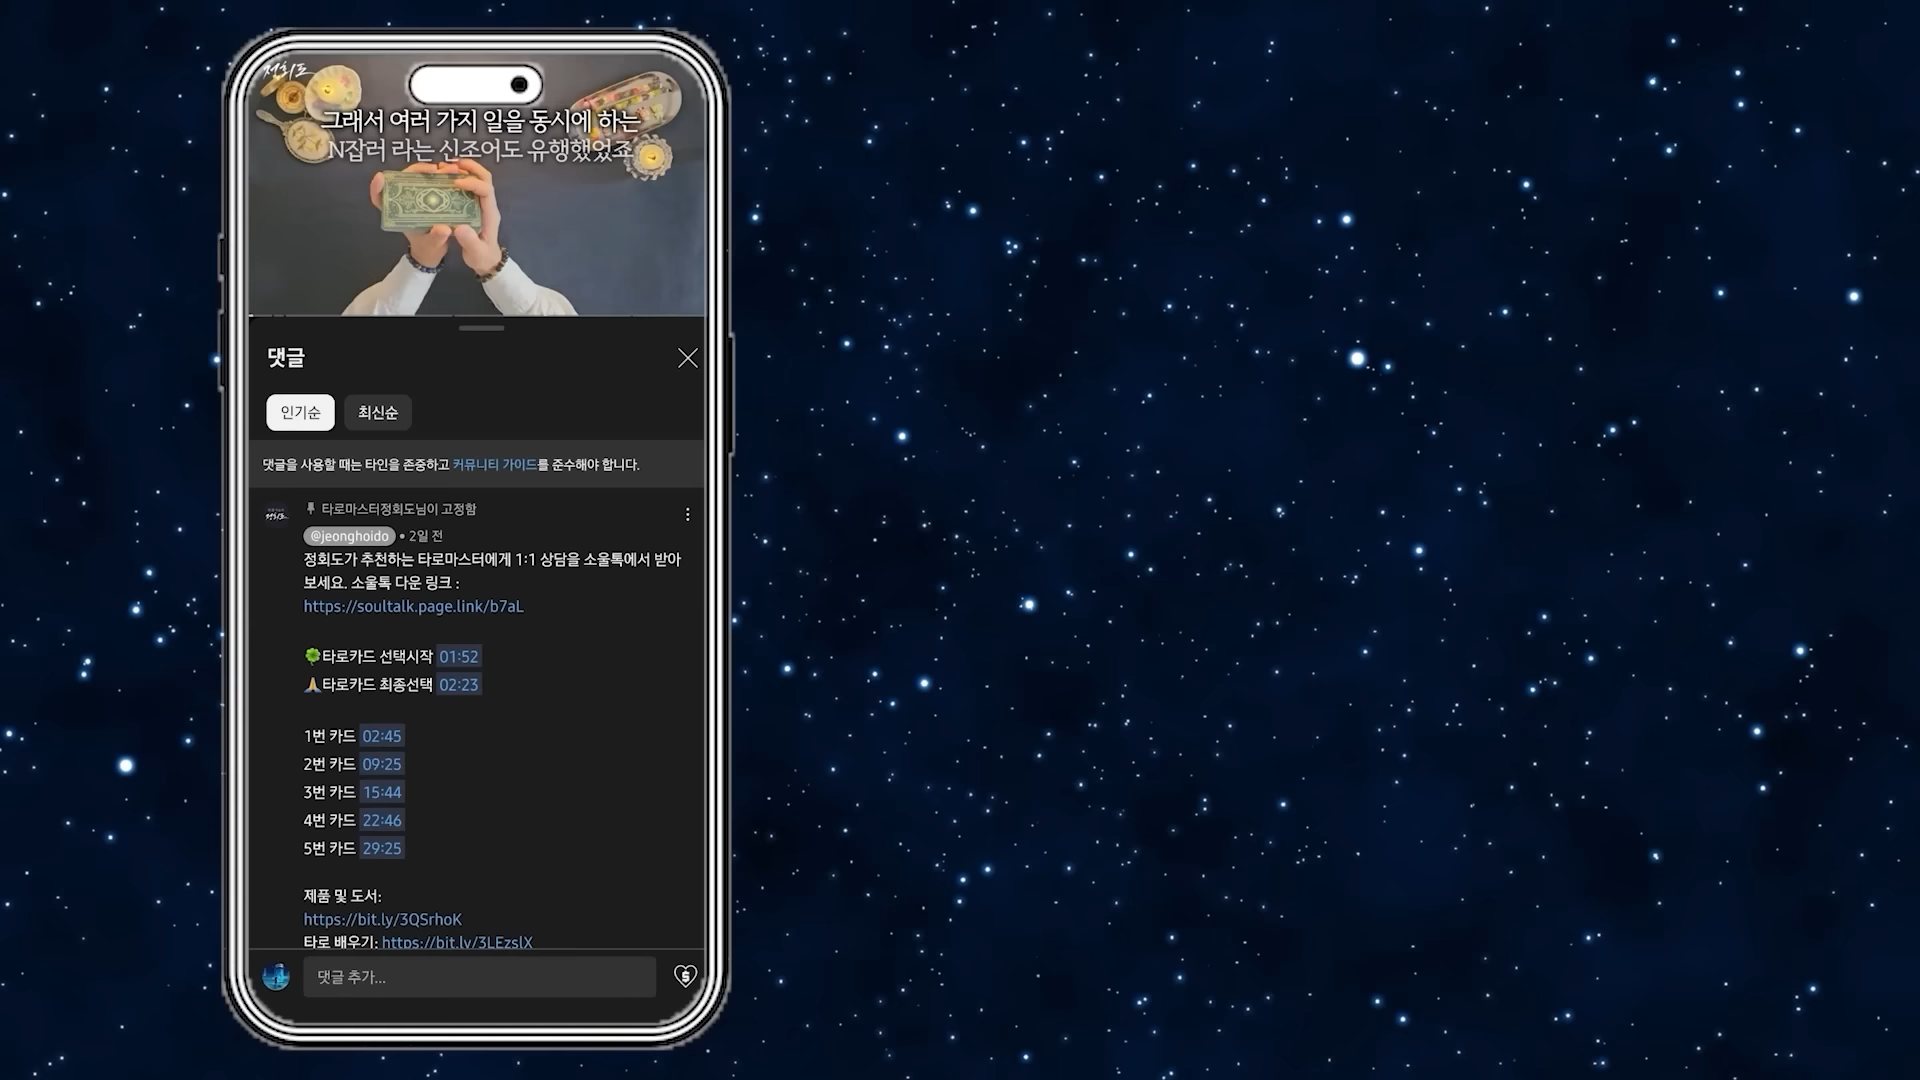 정회도
그래서 여러 가지 일을 동시에 하는
N잡러 라는 신조어도 유행했었죠
댓글
인기순
최신순
댓글을 사용할 때는 타인을 존중하고 커뮤니티 가이드를 준수해야 합니다.
타로마스터정회도님이 고정함
@jeonghoido • 2일 전
정회도가 추천하는 타로마스터에게 1:1 상담을 소울톡에서 받아
보세요. 소울톡 다운 링크 :
https://soultalk.page.link/b7aL
🍀타로카드 선택시작 01:52
🙏타로카드 최종선택 02:23
1번 카드 02:45
2번 카드 09:25
3번 카드 15:44
4번 카드 22:46
5번 카드 29:25
제품 및 도서:
https://bit.ly/3QSrhoK
타로 배우기: https://bit.ly/3LEzslX
댓글 추가...